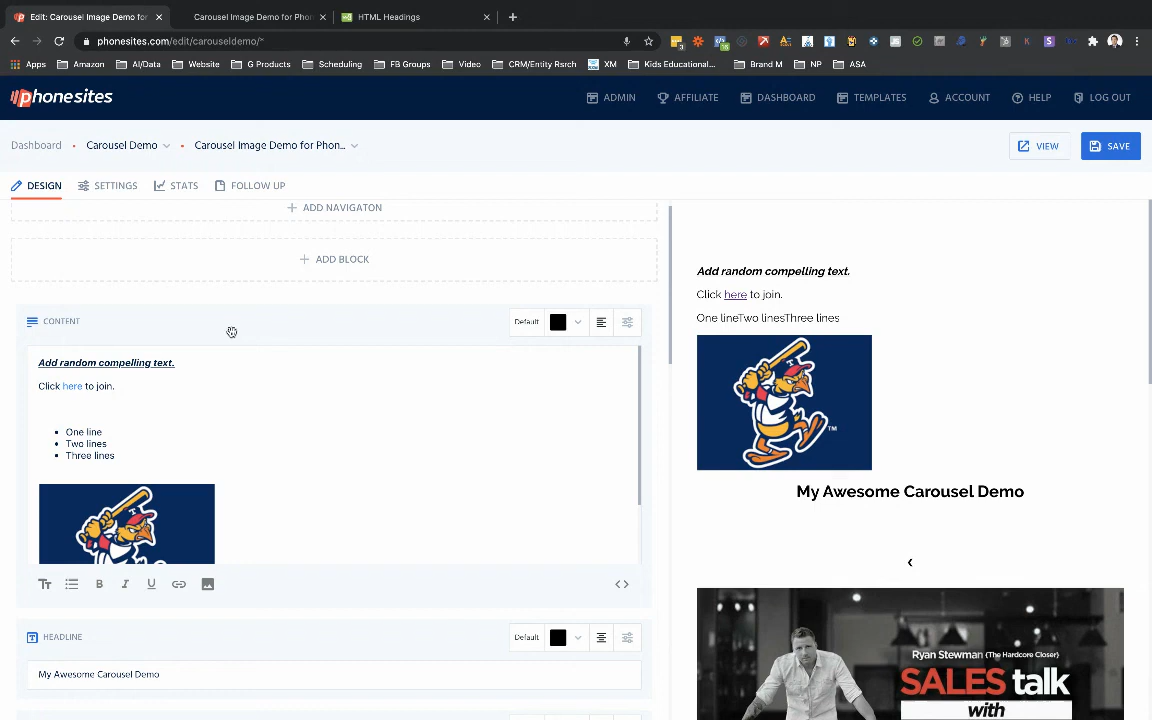 Edit: Carousel Image Demo for
Carousel Image Demo for Phon
HTML Headings
phonesites.com/edit/carouseldemo/*
Apps
Amazon
AI/Data
Website
G Products
Scheduling
FB Groups
Video
CRM/Entity Rsrch
XM
Kids Educational...
Brand M
NP
ASA
phonesites
ADMIN
AFFILIATE
DASHBOARD
TEMPLATES
ACCOUNT
HELP
LOG OUT
Dashboard
Carousel Demo
Carousel Image Demo for Phon...
VIEW
SAVE
DESIGN
SETTINGS
STATS
FOLLOW UP
ADD NAVIGATON
ADD BLOCK
CONTENT
Default
Add random compelling text.
Click here to join.
One line
Two lines
Three lines
T
TT
B
I
U
<>
HEADLINE
Default
My Awesome Carousel Demo
Add random compelling text.
Click here to join.
One lineTwo linesThree lines
T
TM
My Awesome Carousel Demo
Ryan Stewman {The Hardcore Closer}
SALES talk
with